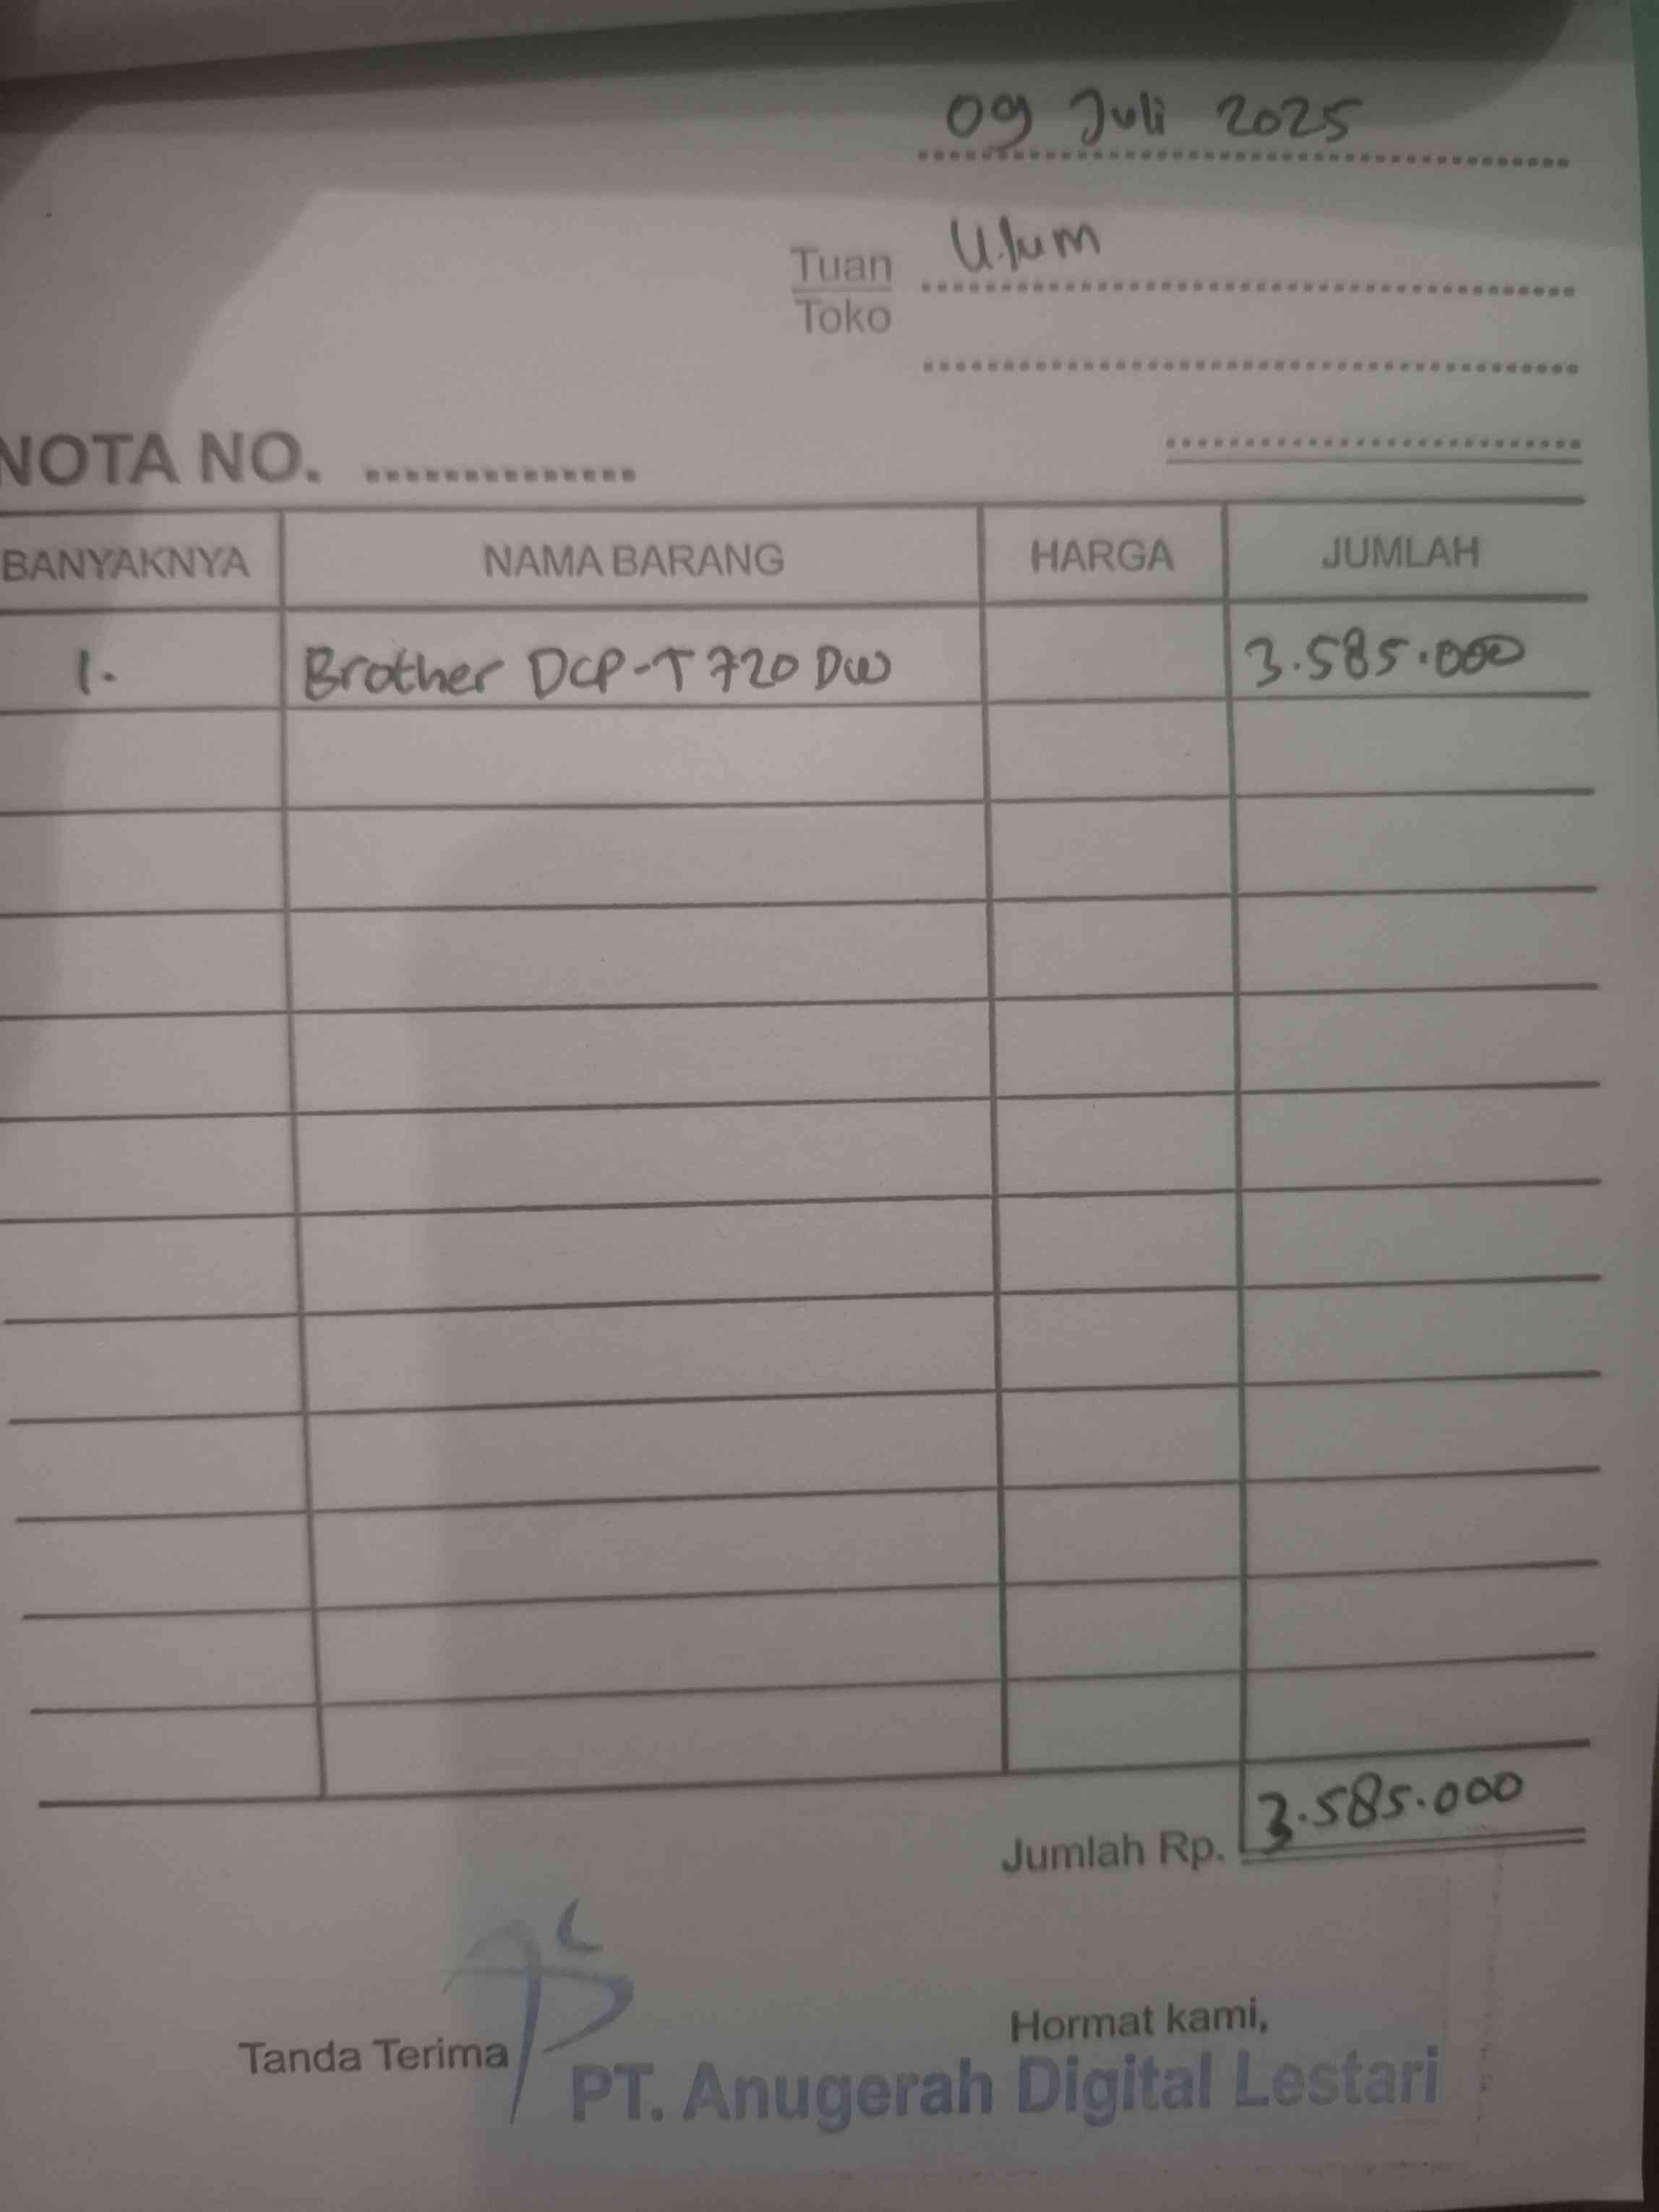 09 Juli 2025
Tuan Ulum
Toko
NOTA NO. ..............
BANYAKNYA NAMA BARANG HARGA JUMLAH
1. Brother DCP-T720DW 3.585.000
Jumlah Rp. 3.585.000
Tanda Terima Hormat kami,
PT. Anugerah Digital Lestari